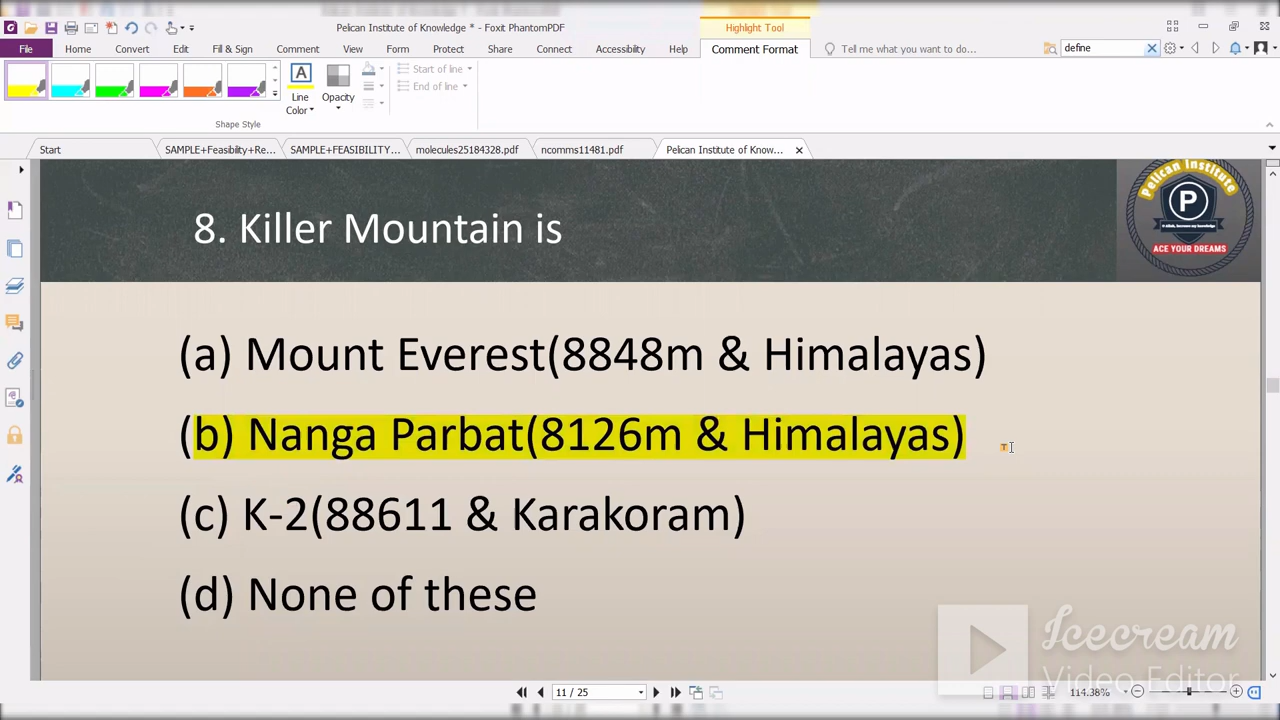 Pelican Institute of Knowledge * - Foxit PhantomPDF
Highlight Tool
File Home Convert Edit Fill & Sign Comment View Form Protect Share Connect Accessibility Help Comment Format Tell me what you want to do... define
Line Color
Opacity
Start of line
End of line
Shape Style
Start SAMPLE+Feasibility+Re... SAMPLE+FEASIBILITY... molecules25184328.pdf ncomms11481.pdf Pelican Institute of Know...
8. Killer Mountain is
Pelican Institute
P
ACE YOUR DREAMS
(a) Mount Everest(8848m & Himalayas)
(b) Nanga Parbat(8126m & Himalayas)
(c) K-2(88611 & Karakoram)
(d) None of these
Icecream
Video Editor
11 / 25
114.38%